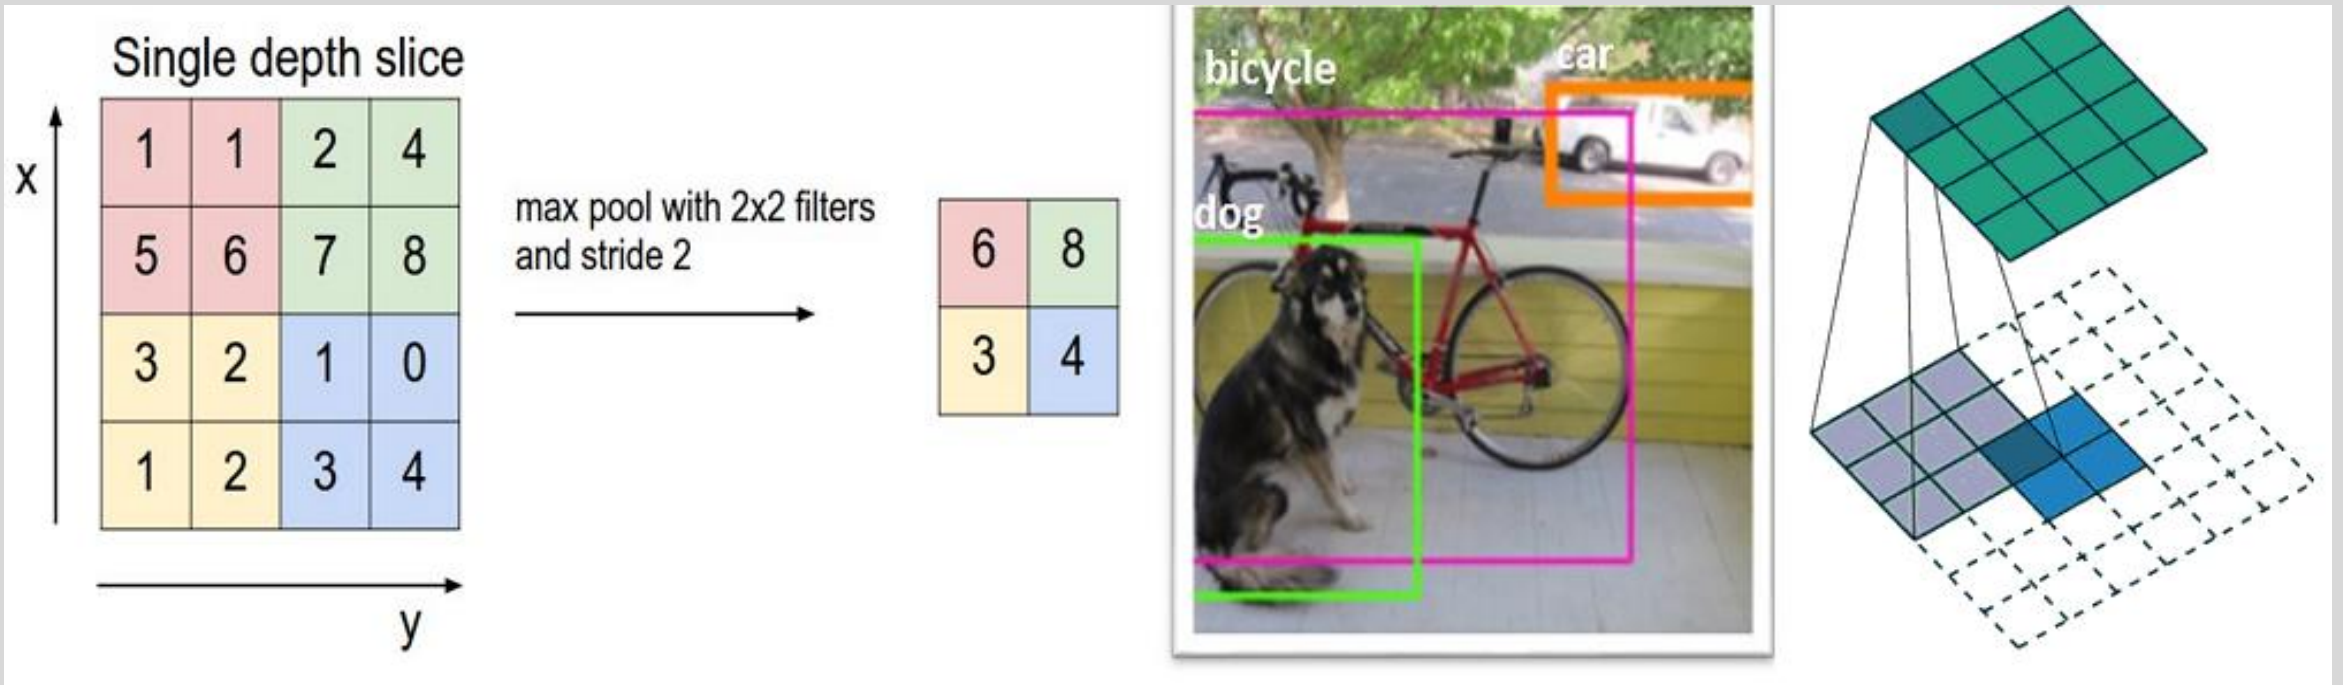 Single depth slice
x
1 1 2 4
5 6 7 8
3 2 1 0
1 2 3 4
y
max pool with 2x2 filters
and stride 2
6 8
3 4
bicycle
car
dog